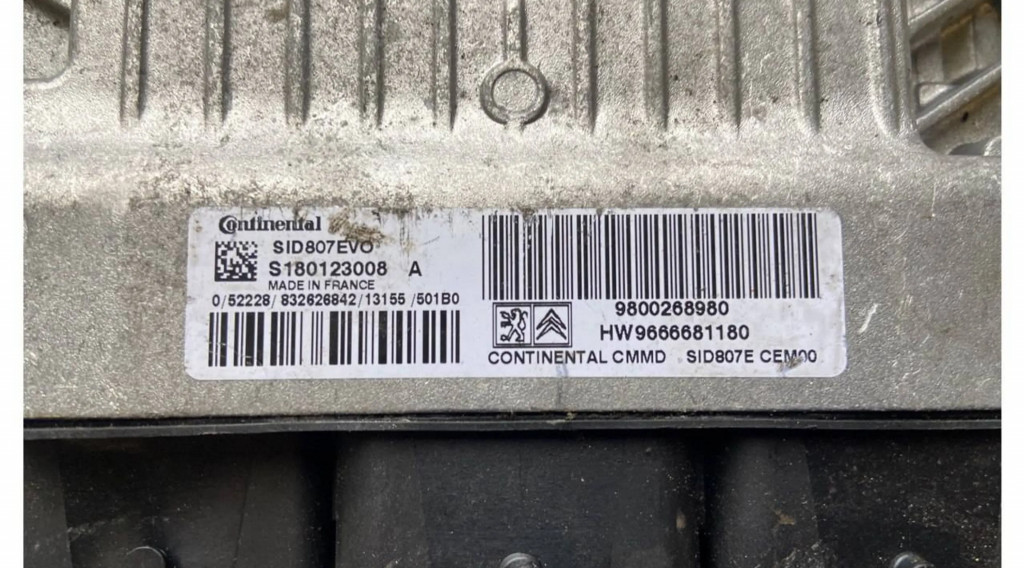 Continental
SID807EVO
S180123008 A
MADE IN FRANCE
0/52228/832626842/13155/501B0
9800268980
HW9666681180
CONTINENTAL CMMD SID807E CEM00